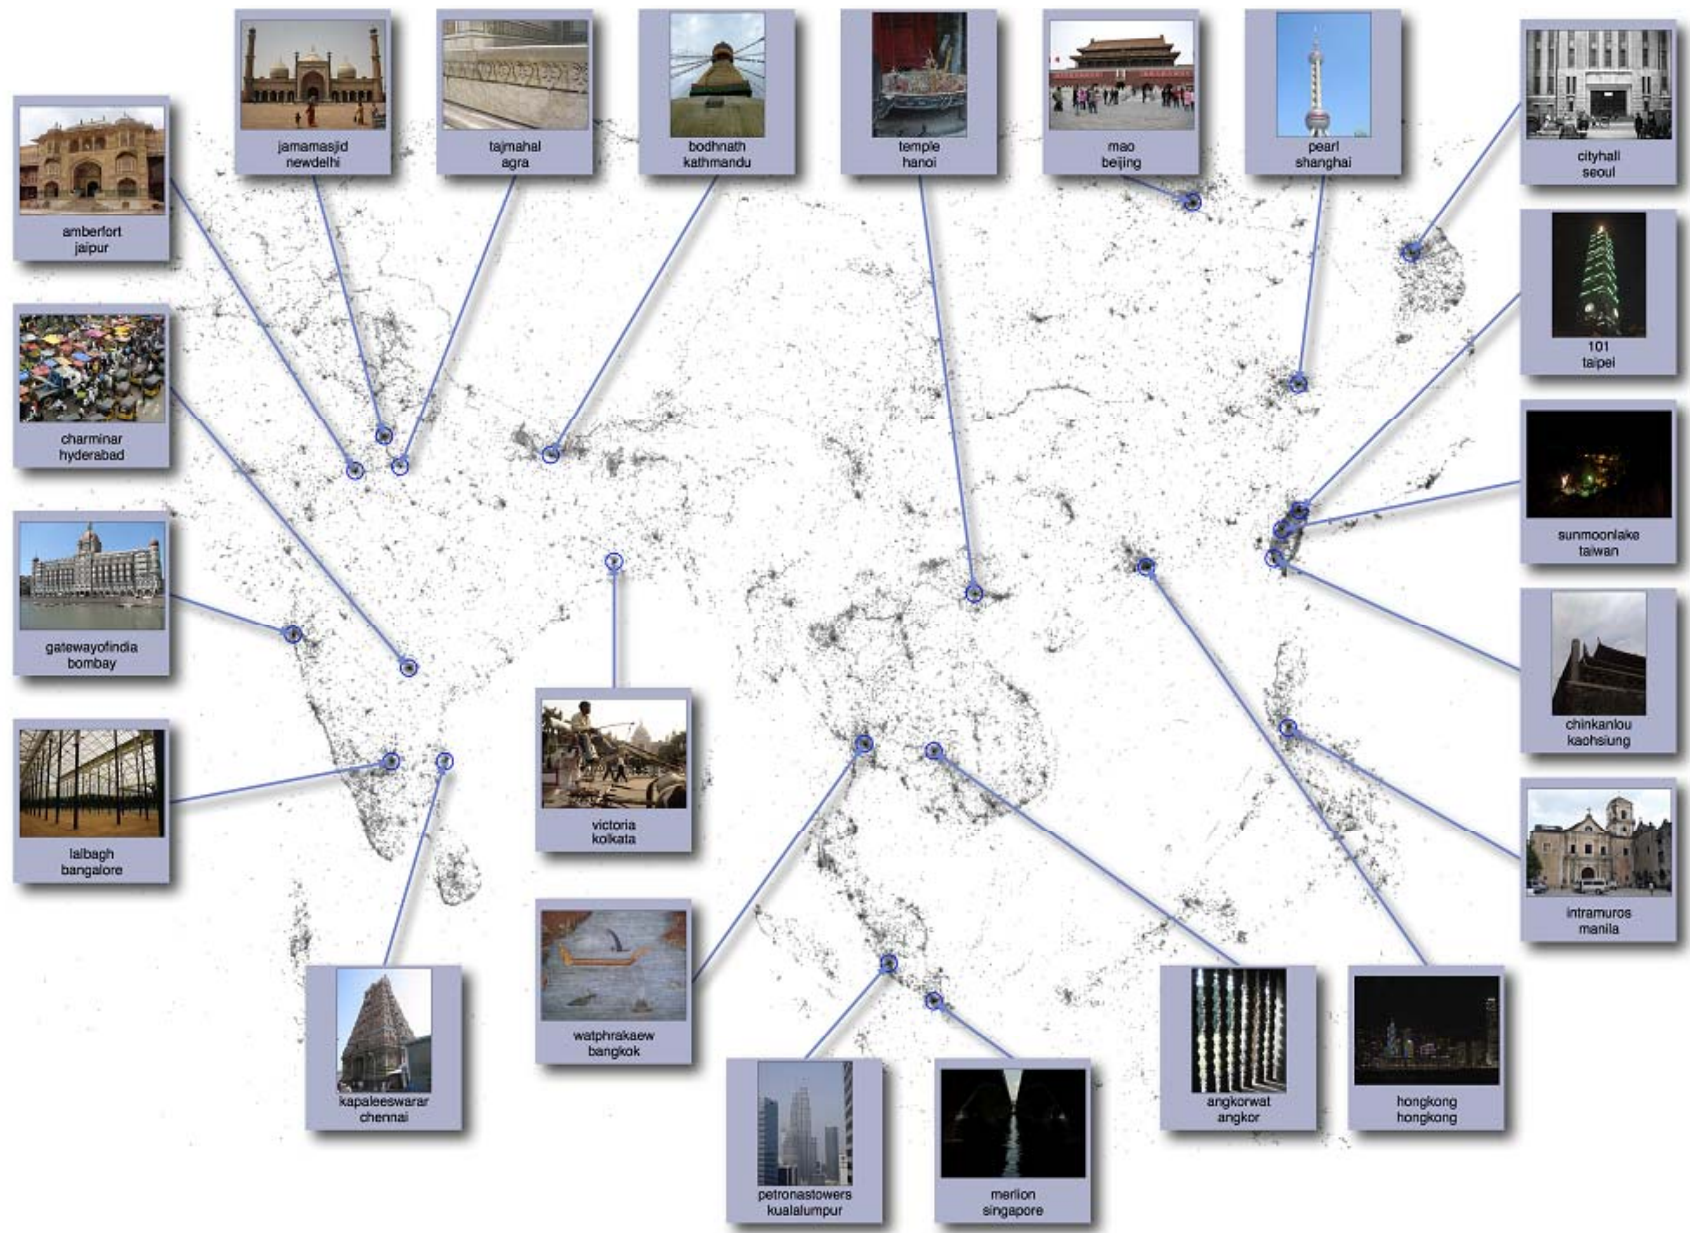 jamamasjid
newdelhi
tajmahal
agra
bodhnath
kathmandu
temple
hanoi
mao
beijing
pearl
shanghai
cityhall
seoul
amberfort
jaipur
101
taipei
charminar
hyderabad
sunmoonlake
taiwan
gatewayofindia
bombay
chinkanlou
kaohsiung
lalbagh
bangalore
victoria
kolkata
intramuros
manila
watphrakaew
bangkok
kapaleeswarar
chennai
angkorwat
angkor
hongkong
hongkong
petronastowers
kualalumpur
merlion
singapore